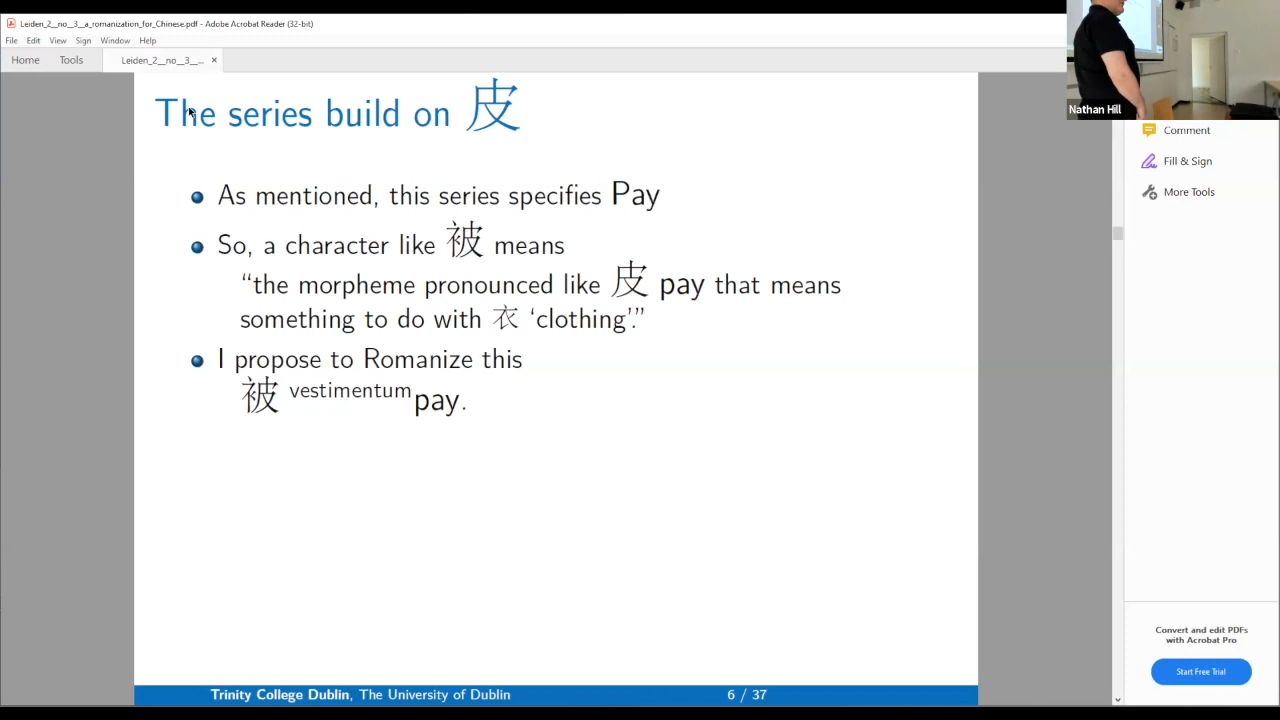 Leiden_2__no__3__a_romanization_for_Chinese.pdf - Adobe Acrobat Reader (32-bit)
File Edit View Sign Window Help
Home Tools Leiden_2__no__3__... ×
Nathan Hill
The series build on 皮
As mentioned, this series specifies Pay
So, a character like 被 means
“the morpheme pronounced like 皮 pay that means
something to do with 衣 ‘clothing’.”
I propose to Romanize this
被 vestimentumpay.
Comment
Fill & Sign
More Tools
Convert and edit PDFs
with Acrobat Pro
Start Free Trial
Trinity College Dublin, The University of Dublin 6 / 37